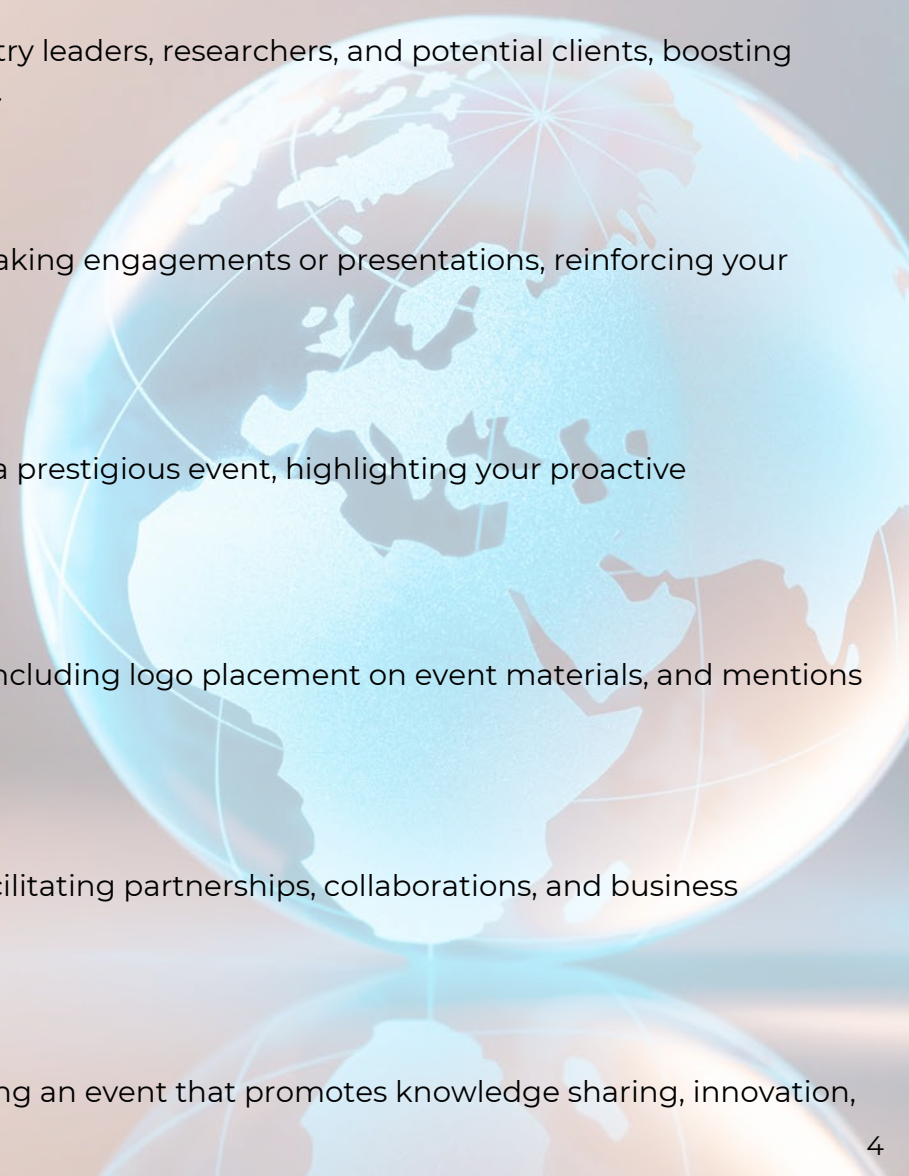 try leaders, researchers, and potential clients, boosting
.
aking engagements or presentations, reinforcing your
a prestigious event, highlighting your proactive
ncluding logo placement on event materials, and mentions
cilitating partnerships, collaborations, and business
ng an event that promotes knowledge sharing, innovation,
4